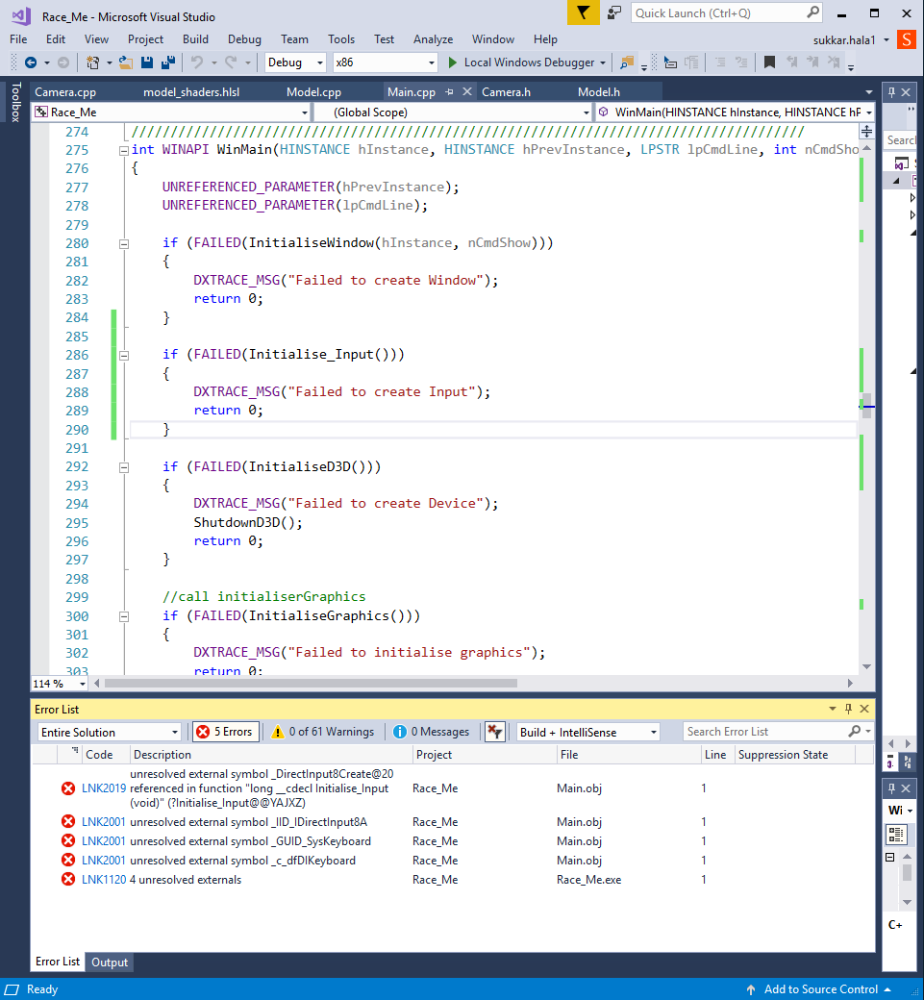 Race_Me - Microsoft Visual Studio
Quick Launch (Ctrl+Q)
File Edit View Project Build Debug Team Tools Test Analyze Window Help
sukkar.hala1 S
Debug x86 Local Windows Debugger
Toolbox
Camera.cpp model_shaders.hlsl Model.cpp Main.cpp Camera.h Model.h
Race_Me (Global Scope) WinMain(HINSTANCE hInstance, HINSTANCE hP
Searc
274 //////////////////////////////////////////////////////////////////////////////////////
275 int WINAPI WinMain(HINSTANCE hInstance, HINSTANCE hPrevInstance, LPSTR lpCmdLine, int nCmdSho
276 {
277 UNREFERENCED_PARAMETER(hPrevInstance);
278 UNREFERENCED_PARAMETER(lpCmdLine);
279
280 if (FAILED(InitialiseWindow(hInstance, nCmdShow)))
281 {
282 DXTRACE_MSG("Failed to create Window");
283 return 0;
284 }
285
286 if (FAILED(Initialise_Input()))
287 {
288 DXTRACE_MSG("Failed to create Input");
289 return 0;
290 }
291
292 if (FAILED(InitialiseD3D()))
293 {
294 DXTRACE_MSG("Failed to create Device");
295 ShutdownD3D();
296 return 0;
297 }
298
299 //call initialiserGraphics
300 if (FAILED(InitialiseGraphics()))
301 {
302 DXTRACE_MSG("Failed to initialise graphics");
303 return 0;
114 %
Error List
Entire Solution 5 Errors 0 of 61 Warnings 0 Messages Build + IntelliSense Search Error List
Code Description Project File Line Suppression State
unresolved external symbol _DirectInput8Create@20
LNK2019 referenced in function "long __cdecl Initialise_Input Race_Me Main.obj 1
(void)" (?Initialise_Input@@YAJXZ)
LNK2001 unresolved external symbol _IID_IDirectInput8A Race_Me Main.obj 1
LNK2001 unresolved external symbol _GUID_SysKeyboard Race_Me Main.obj 1
LNK2001 unresolved external symbol _c_dfDIKeyboard Race_Me Main.obj 1
LNK1120 4 unresolved externals Race_Me Race_Me.exe 1
Wi
C+
Error List Output
Ready Add to Source Control